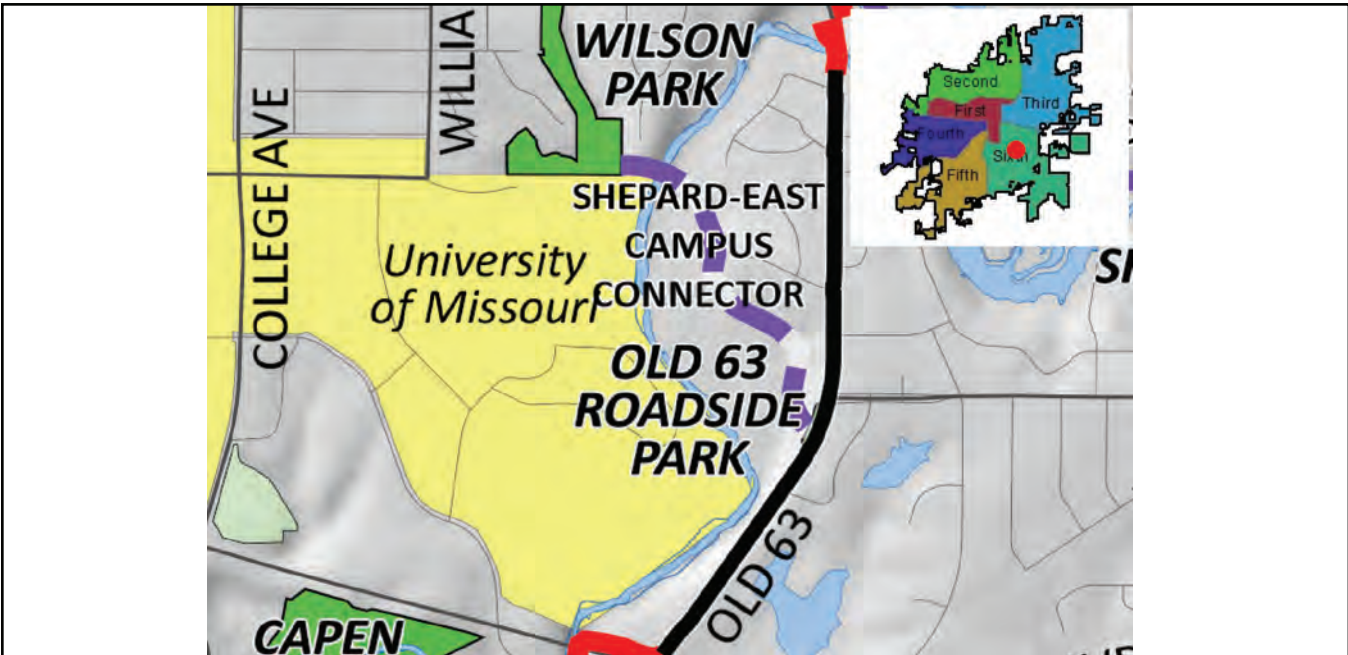 WILSON
PARK
WILLIA
COLLEGE AVE
SHEPARD-EAST
CAMPUS
CONNECTOR
University
of Missouri
OLD 63
ROADSIDE
PARK
OLD 63
CAPEN
Second
First
Third
Fourth
Sixth
Fifth